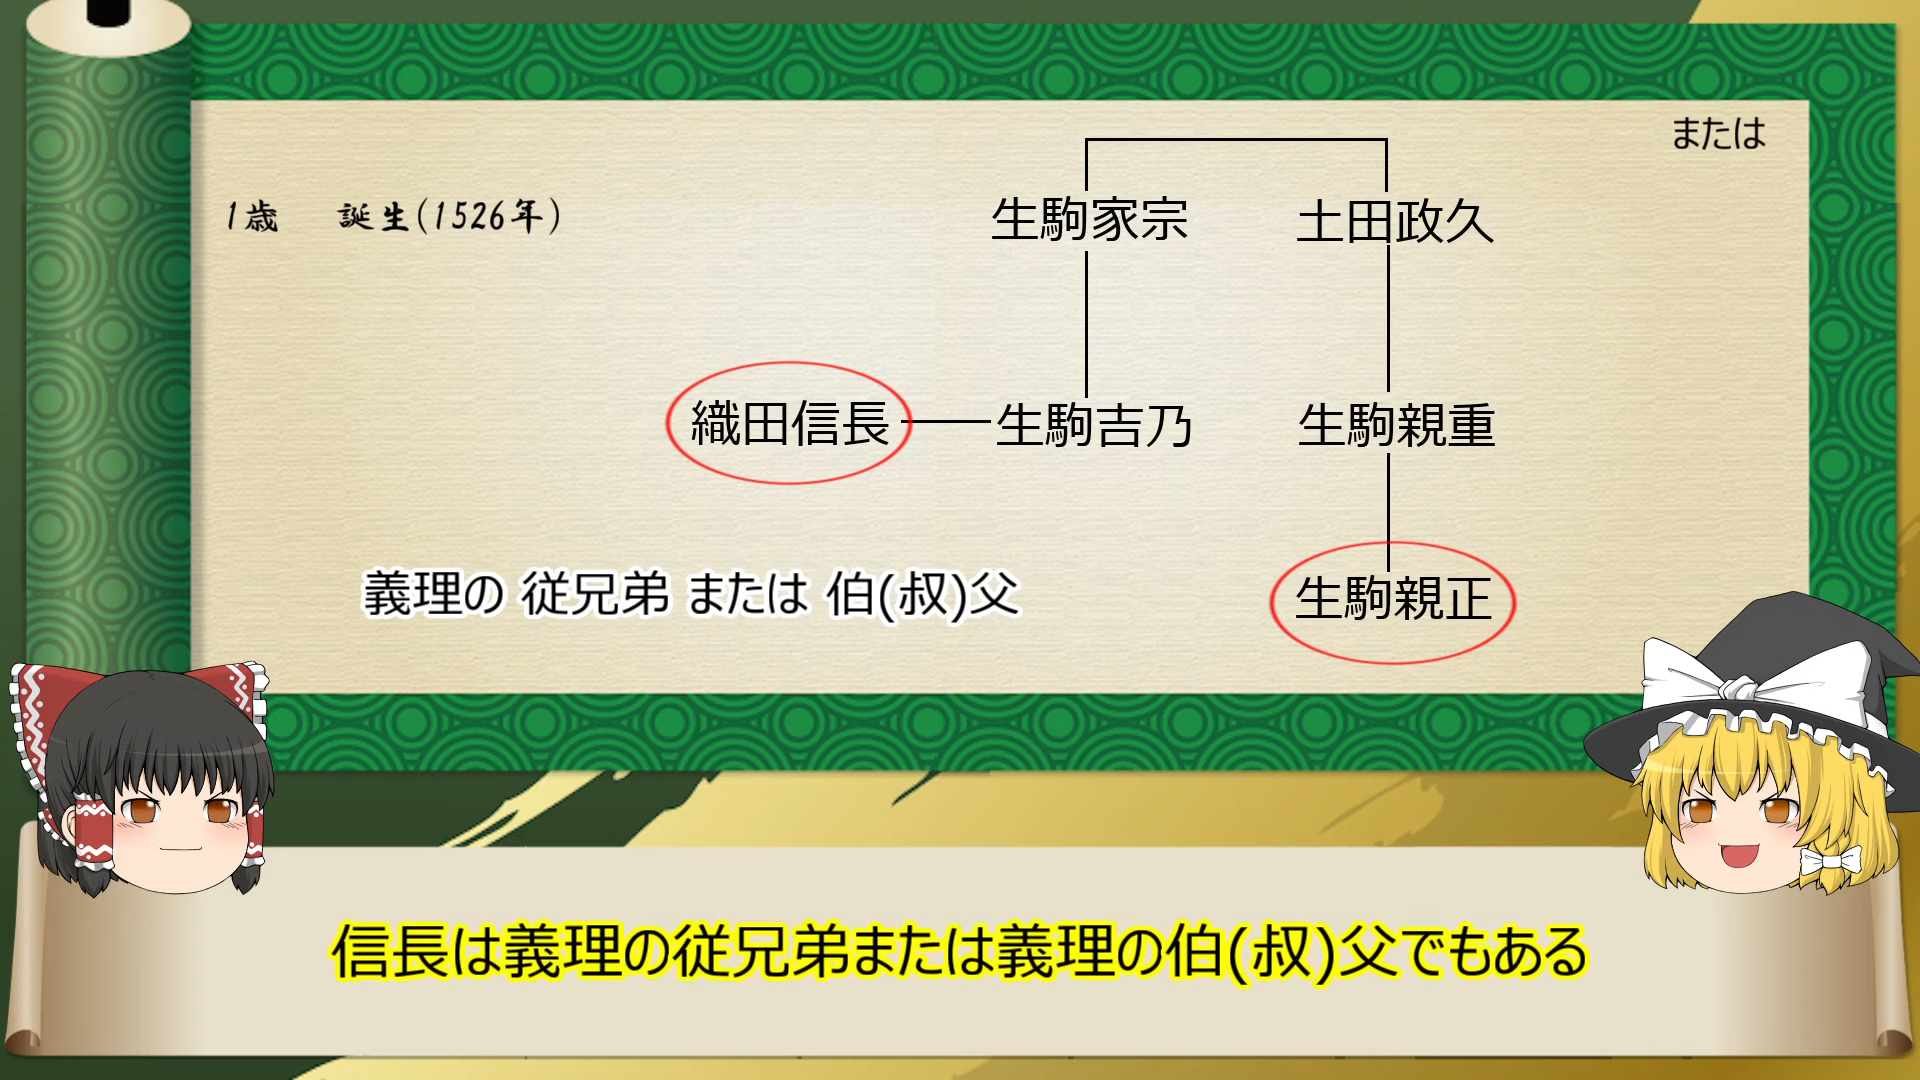 または
1歳 誕生(1526年)
生駒家宗 土田政久
織田信長 生駒吉乃 生駒親重
義理の 従兄弟 または 伯(叔)父
生駒親正
信長は義理の従兄弟または義理の伯(叔)父でもある